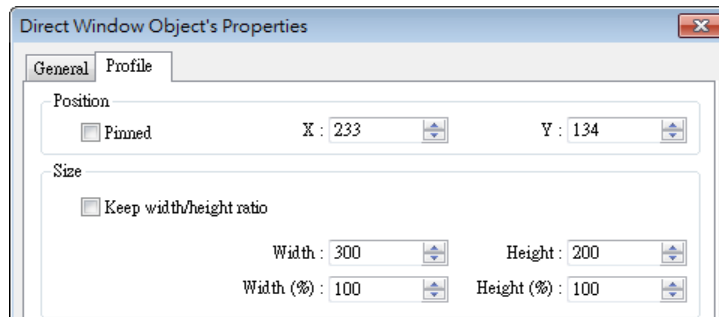 Direct Window Object's Properties
General Profile
Position
Pinned X : 233 Y : 134
Size
Keep width/height ratio
Width : 300 Height : 200
Width (%) : 100 Height (%) : 100